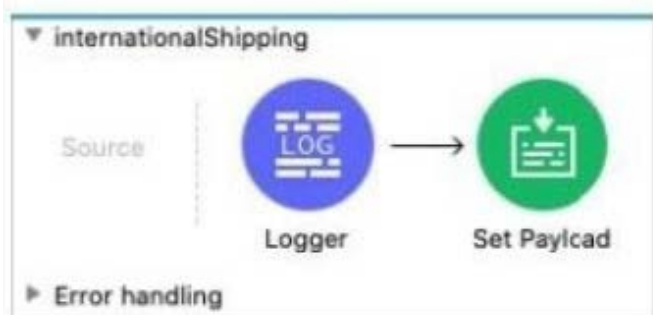 internationalShipping
Source
LOG
Logger
Set Paylcad
Error handling